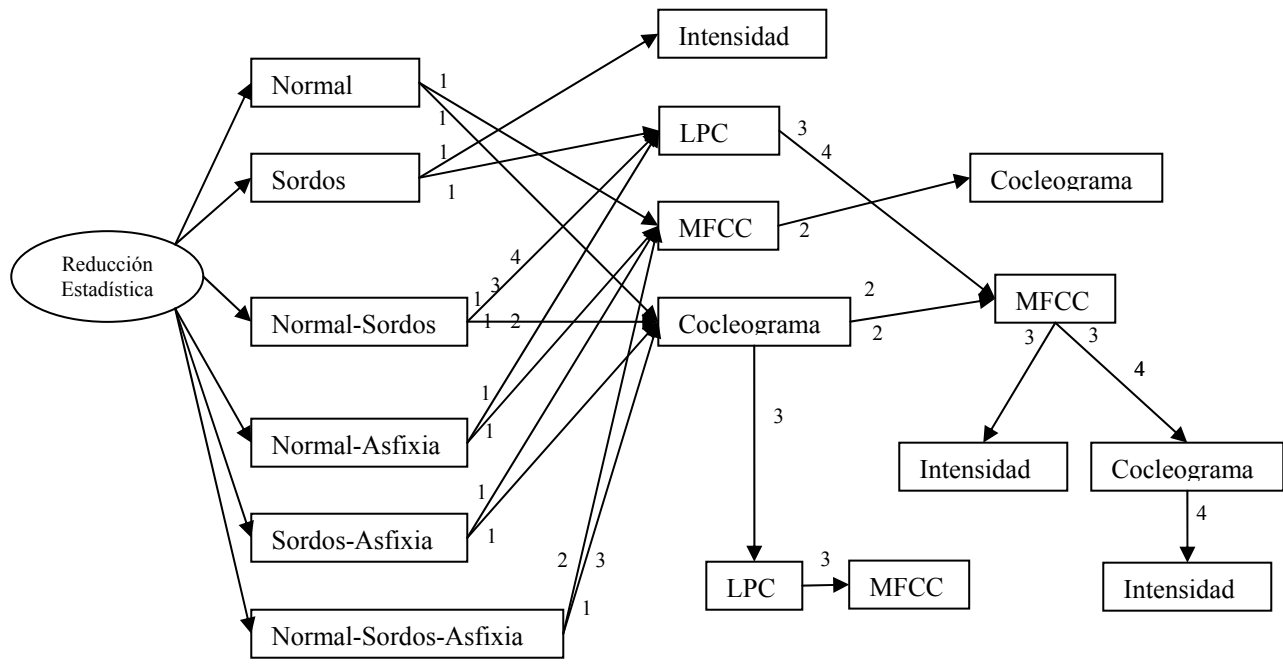 Intensidad
Normal
1
1
LPC
3
4
1
1
Sordos
Cocleograma
MFCC
2
Reducción
Estadística
4
3
1
1
2
Normal-Sordos
Cocleograma
2
2
MFCC
3
3
4
1
1
3
Normal-Asfixia
Intensidad
Cocleograma
1
1
4
Sordos-Asfixia
2
3
1
3
LPC
MFCC
Intensidad
Normal-Sordos-Asfixia